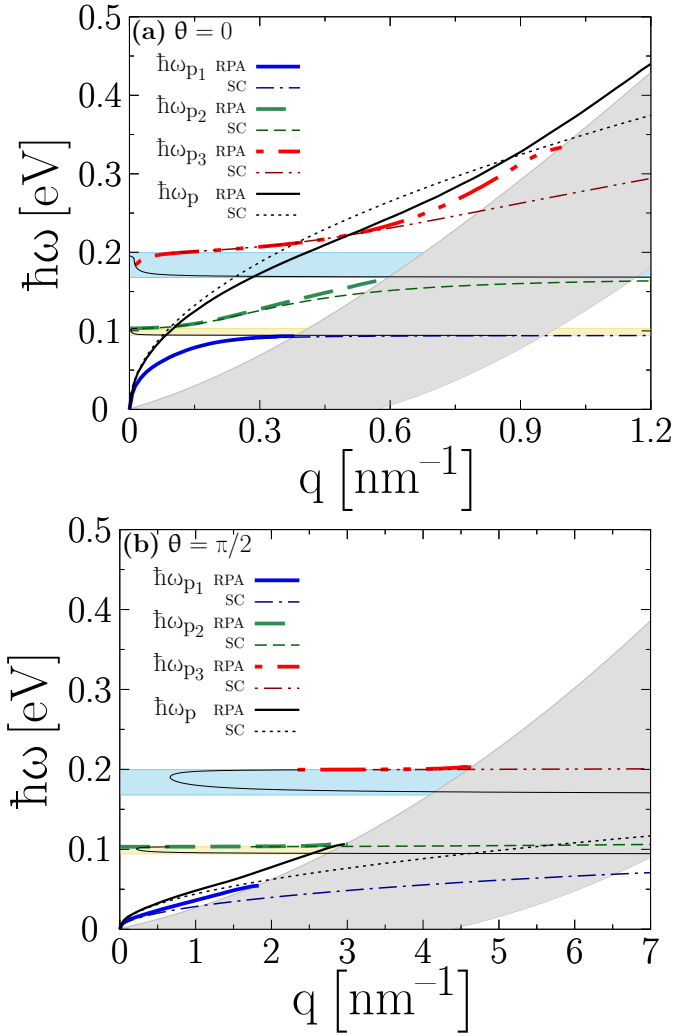 (a) θ = 0
ħω_p1 RPA
SC
ħω_p2 RPA
SC
ħω_p3 RPA
SC
ħω_p RPA
SC
0.5
0.4
0.3
0.2
0.1
0
ħω [eV]
0 0.3 0.6 0.9 1.2
q [nm⁻¹]
(b) θ = π/2
ħω_p1 RPA
SC
ħω_p2 RPA
SC
ħω_p3 RPA
SC
ħω_p RPA
SC
0.5
0.4
0.3
0.2
0.1
0
ħω [eV]
0 1 2 3 4 5 6 7
q [nm⁻¹]